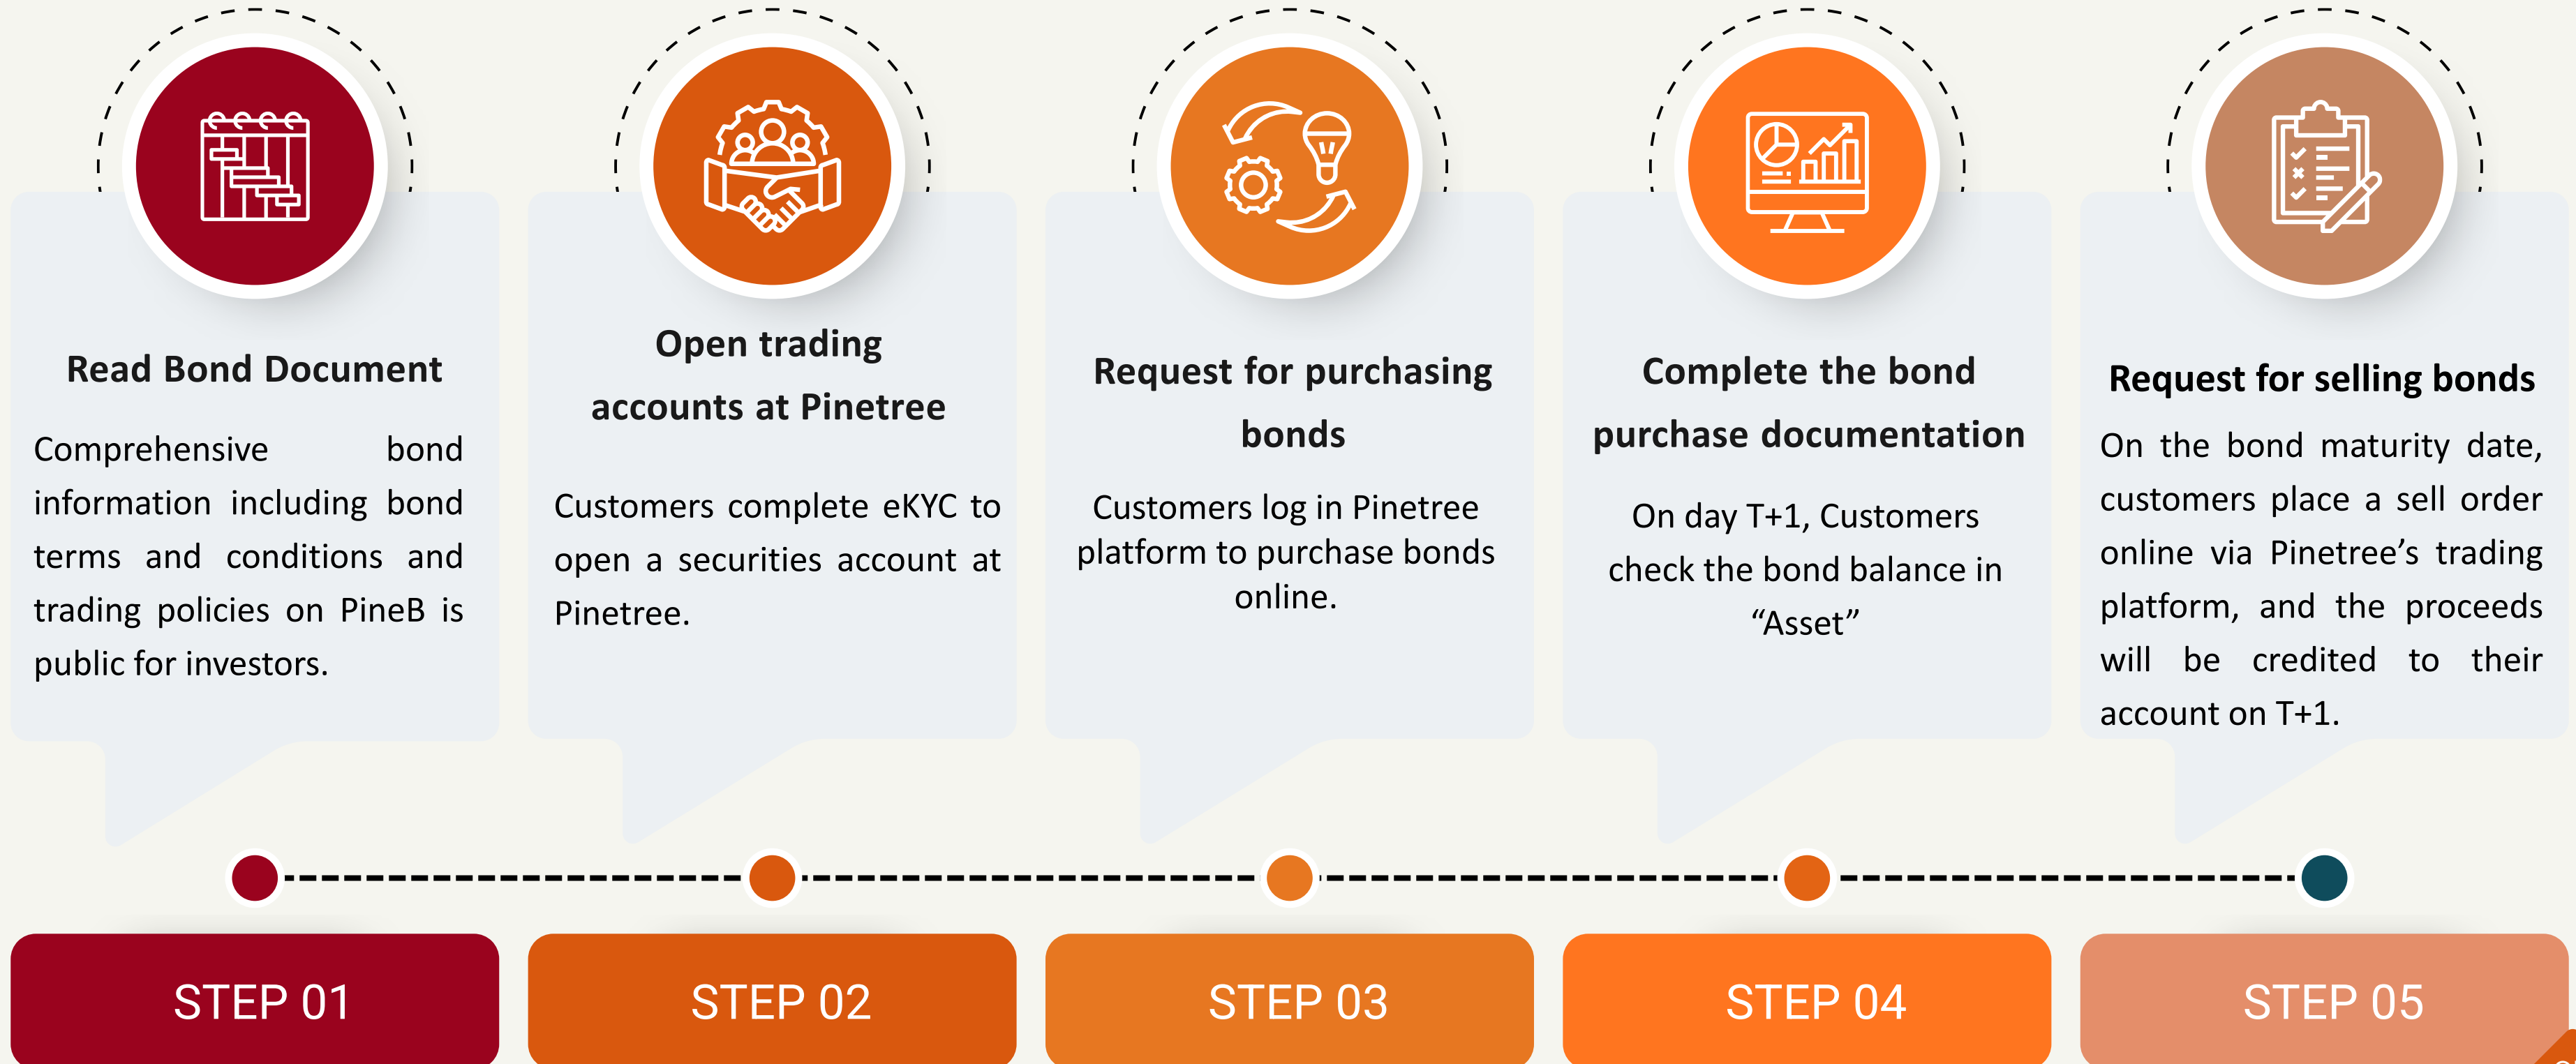 Read Bond Document
Comprehensive bond
information including bond
terms and conditions and
trading policies on PineB is
public for investors.
Open trading
accounts at Pinetree
Customers complete eKYC to
open a securities account at
Pinetree.
Request for purchasing
bonds
Customers log in Pinetree
platform to purchase bonds
online.
Complete the bond
purchase documentation
On day T+1, Customers
check the bond balance in
“Asset”
Request for selling bonds
On the bond maturity date,
customers place a sell order
online via Pinetree’s trading
platform, and the proceeds
will be credited to their
account on T+1.
STEP 01
STEP 02
STEP 03
STEP 04
STEP 05